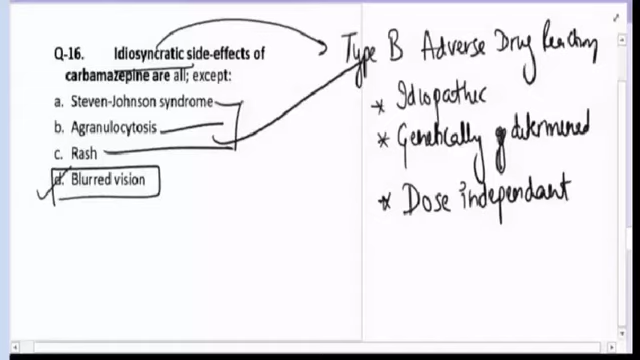 Q-16. Idiosyncratic side-effects of
carbamazepine are all; except:
a. Steven-Johnson syndrome
b. Agranulocytosis
c. Rash
d. Blurred vision
Type B Adverse Drug Reaction
* Idiopathic
* Genetically determined
* Dose independant